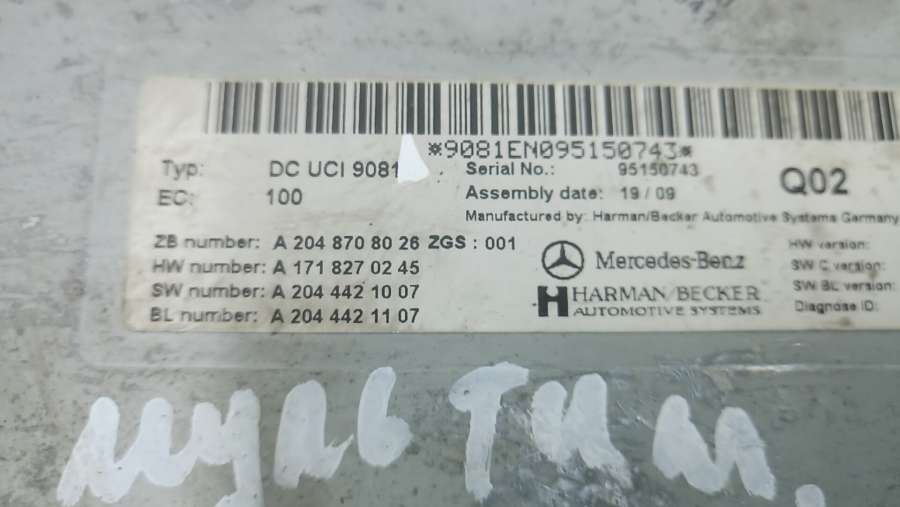 *9081EN095150743*
Typ: DC UCI 9081 Serial No.: 95150743 Q02
EC: 100 Assembly date: 19/09
Manufactured by: Harman/Becker Automotive Systems Germany
ZB number: A 204 870 80 26 ZGS : 001 HW version:
HW number: A 171 827 02 45 Mercedes-Benz SW C version:
SW number: A 204 442 10 07 HARMAN/BECKER SW BL version:
BL number: A 204 442 11 07 AUTOMOTIVE SYSTEMS Diagnose ID:
мульти м.